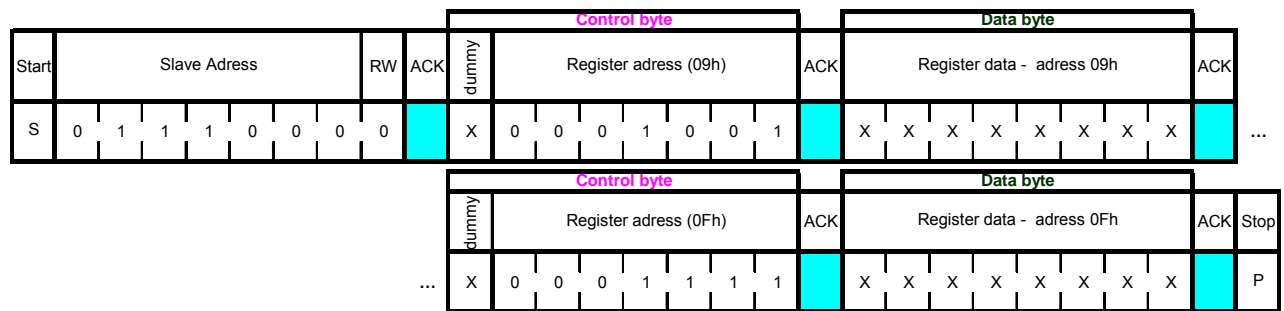 Control byte Data byte
Start Slave Adress RW ACK dummy Register adress (09h) ACK Register data - adress 09h ACK
S 0 1 1 1 0 0 0 0 X 0 0 0 1 0 0 1 X X X X X X X X ...
Control byte Data byte
dummy Register adress (0Fh) ACK Register data - adress 0Fh ACK Stop
... X 0 0 0 1 1 1 1 X X X X X X X X P